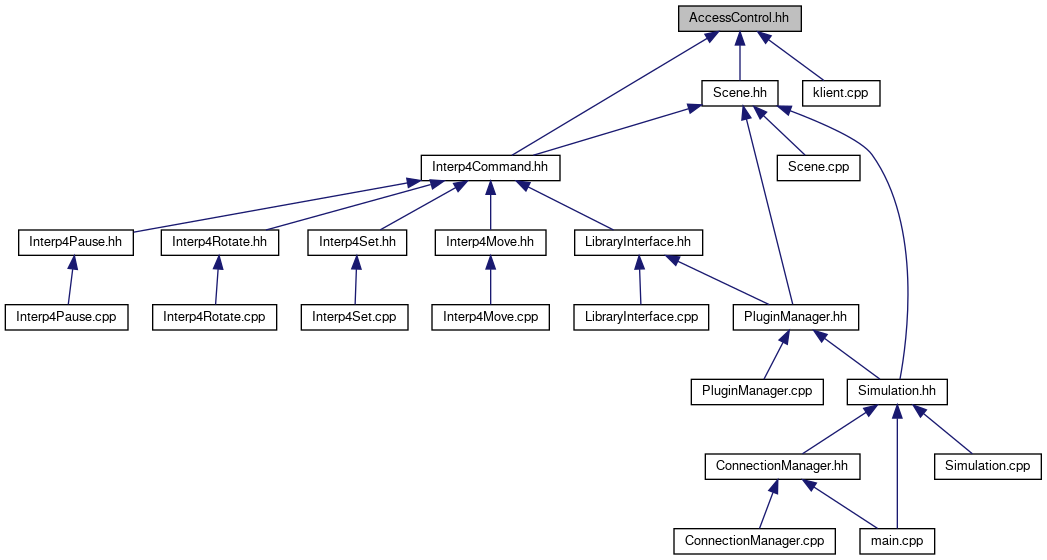 AccessControl.hh
Scene.hh
klient.cpp
Interp4Command.hh
Scene.cpp
Interp4Pause.hh
Interp4Rotate.hh
Interp4Set.hh
Interp4Move.hh
LibraryInterface.hh
Interp4Pause.cpp
Interp4Rotate.cpp
Interp4Set.cpp
Interp4Move.cpp
LibraryInterface.cpp
PluginManager.hh
PluginManager.cpp
Simulation.hh
ConnectionManager.hh
Simulation.cpp
ConnectionManager.cpp
main.cpp